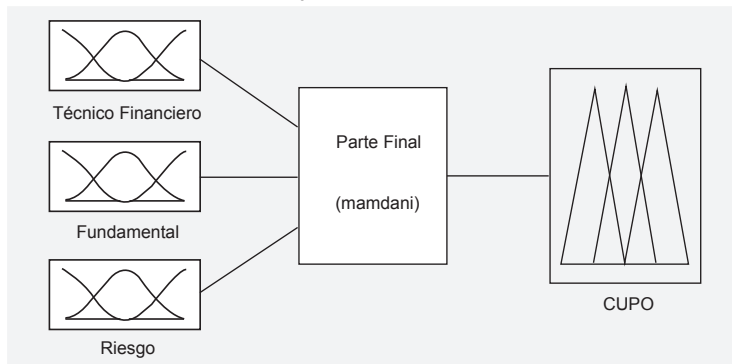 Técnico Financiero
Fundamental
Riesgo
Parte Final
(mamdani)
CUPO